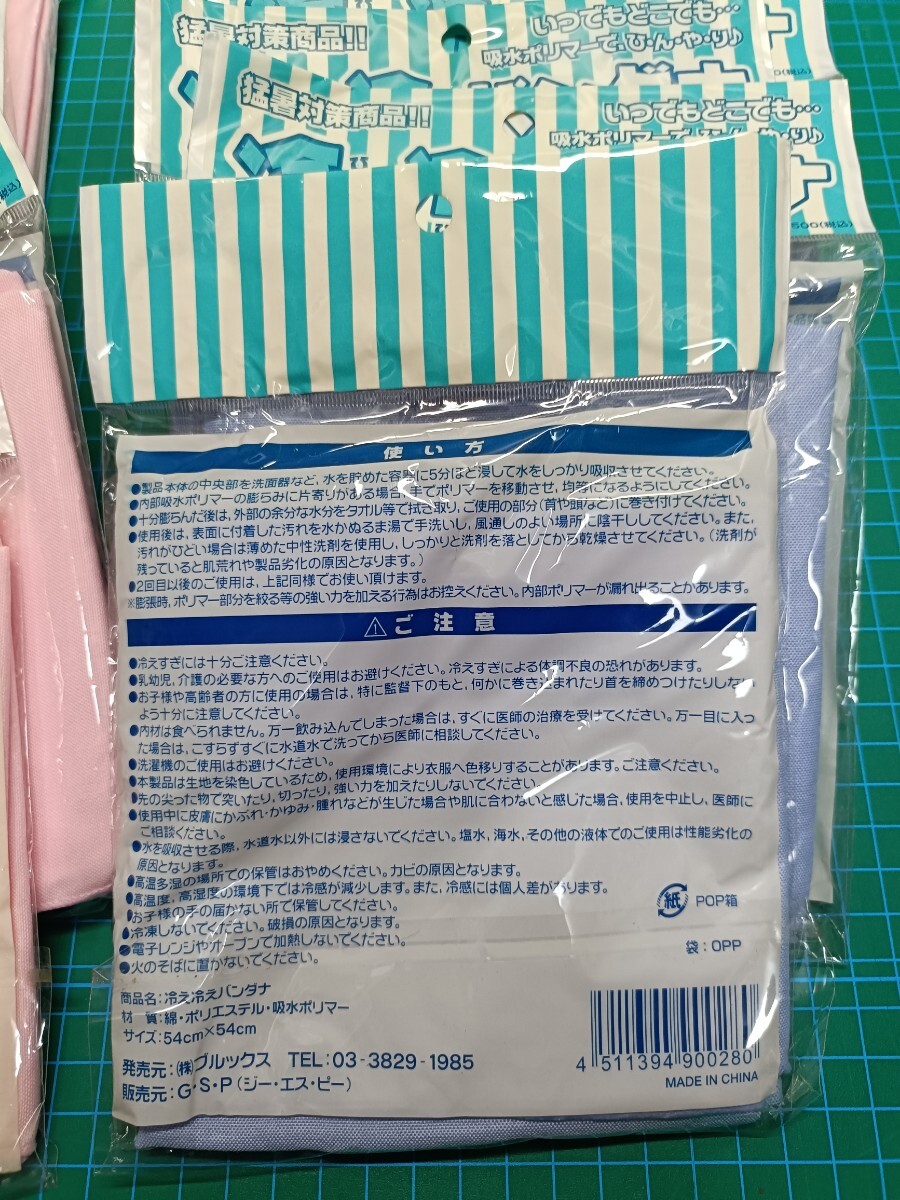 猛暑対策商品!!
いつでもどこでも…
吸水ポリマーで、ひ・ん・や・り♪
猛暑対策商品!!
いつでもどこでも…
吸水ポリマーで、ひ・ん・や・り♪
500(税込)
使い方
●製品本体の中央部を洗面器など、水を貯めた容器に5分ほど浸して水をしっかり吸収させてください。
●内部吸水ポリマーの膨らみに片寄りがある場合、手でポリマーを移動させ、均等になるようにしてください。
●十分膨らんだ後は、外部の余分な水分をタオル等で拭き取り、ご使用の部分(首や頭など)に巻き付けてください。
●使用後は、表面に付着した汚れを水かぬるま湯で手洗いし、風通しのよい場所に陰干ししてください。また、
汚れがひどい場合は薄めた中性洗剤を使用し、しっかりと洗剤を落としてから乾燥させてください。(洗剤が
残っていると肌荒れや製品劣化の原因となります。)
●2回目以後のご使用は、上記同様でお使い頂けます。
※膨張時、ポリマー部分を絞る等の強い力を加える行為はお控えください。内部ポリマーが漏れ出ることがあります。
⚠ご注意
●冷えすぎには十分ご注意ください。
●乳幼児、介護の必要な方へのご使用はお避けください。冷えすぎによる体調不良の恐れがあります。
●お子様や高齢者の方に使用の場合は、特に監督下のもと、何かに巻き込まれたり首を締めつけたりしない
よう十分に注意してください。
●内材は食べられません。万一飲み込んでしまった場合は、すぐに医師の治療を受けてください。万一目に入っ
た場合は、こすらずすぐに水道水で洗ってから医師に相談してください。
●洗濯機のご使用はお避けください。
●本製品は生地を染色しているため、使用環境により衣服へ色移りすることがあります。ご注意ください。
●先の尖った物で突いたり、切ったり、強い力を加えたりしないでください。
●使用中に皮膚にかぶれ・かゆみ・腫れなどが生じた場合や肌に合わないと感じた場合、使用を中止し、医師に
ご相談ください。
●水を吸収させる際、水道水以外には浸さないでください。塩水、海水、その他の液体でのご使用は性能劣化の
原因となります。
●高温多湿の場所での保管はおやめください。カビの原因となります。
●高温度、高湿度の環境下では冷感が減少します。また、冷感には個人差があります。
●お子様の手の届かない所で保管してください。
●冷凍しないでください。破損の原因となります。
●電子レンジやオーブンで加熱しないでください。
●火のそばに置かないでください。
紙 POP箱
袋:OPP
商品名:冷え冷えバンダナ
材 質:綿・ポリエステル・吸水ポリマー
サイズ:54cm×54cm
発売元:㈱ブルックス TEL:03-3829-1985
販売元:G・S・P(ジー・エス・ピー)
4 511394 900280
MADE IN CHINA